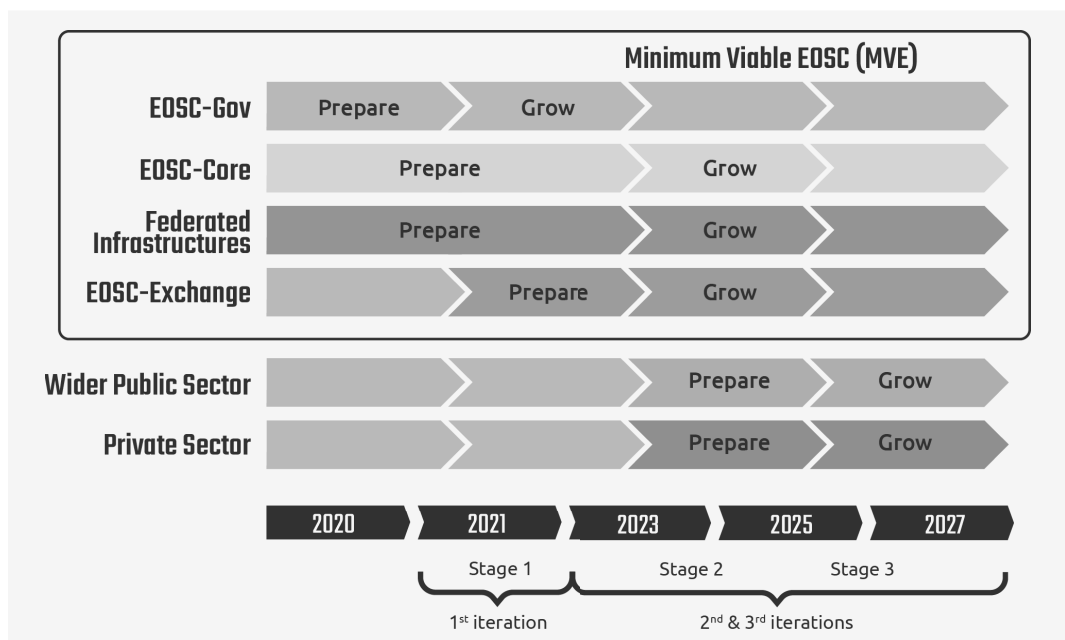 Minimum Viable EOSC (MVE)
EOSC-Gov Prepare Grow
EOSC-Core Prepare Grow
Federated
Infrastructures Prepare Grow
EOSC-Exchange Prepare Grow
Wider Public Sector Prepare Grow
Private Sector Prepare Grow
2020 2021 2023 2025 2027
Stage 1 Stage 2 Stage 3
1st iteration 2nd & 3rd iterations